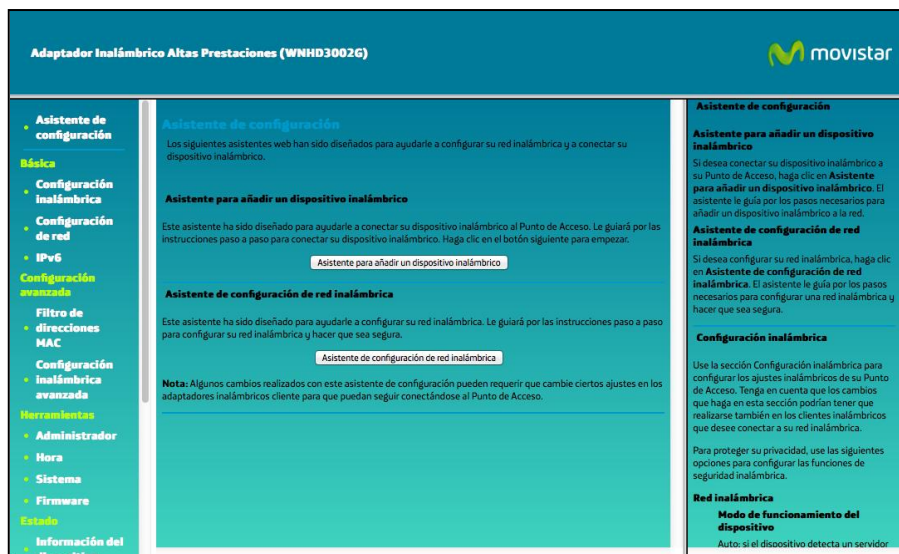 Adaptador Inalámbrico Altas Prestaciones (WNHD3002G)
movistar
Asistente de
configuración
Básica
Configuración
inalámbrica
Configuración
de red
IPv6
Configuración
avanzada
Filtro de
direcciones
MAC
Configuración
inalámbrica
avanzada
Herramientas
Administrador
Hora
Sistema
Firmware
Estado
Información del
Asistente de configuración
Los siguientes asistentes web han sido diseñados para ayudarle a configurar su red inalámbrica y a conectar su
dispositivo inalámbrico.
Asistente para añadir un dispositivo inalámbrico
Este asistente ha sido diseñado para ayudarle a conectar su dispositivo inalámbrico al Punto de Acceso. Le guiará por las
instrucciones paso a paso para conectar su dispositivo inalámbrico. Haga clic en el botón siguiente para empezar.
Asistente para añadir un dispositivo inalámbrico
Asistente de configuración de red inalámbrica
Este asistente ha sido diseñado para ayudarle a configurar su red inalámbrica. Le guiará por las instrucciones paso a paso
para configurar su red inalámbrica y hacer que sea segura.
Asistente de configuración de red inalámbrica
Nota: Algunos cambios realizados con este asistente de configuración pueden requerir que cambie ciertos ajustes en los
adaptadores inalámbricos cliente para que puedan seguir conectándose al Punto de Acceso.
Asistente de configuración
Asistente para añadir un dispositivo
inalámbrico
Si desea conectar su dispositivo inalámbrico a
su Punto de Acceso, haga clic en Asistente
para añadir un dispositivo inalámbrico. El
asistente le guía por los pasos necesarios para
añadir un dispositivo inalámbrico a la red.
Asistente de configuración de red
inalámbrica
Si desea configurar su red inalámbrica, haga clic
en Asistente de configuración de red
inalámbrica. El asistente le guía por los pasos
necesarios para configurar una red inalámbrica y
hacer que sea segura.
Configuración inalámbrica
Use la sección Configuración inalámbrica para
configurar los ajustes inalámbricos de su Punto
de Acceso. Tenga en cuenta que los cambios
que haga en esta sección podrían tener que
realizarse también en los clientes inalámbricos
que desee conectar a su red inalámbrica.
Para proteger su privacidad, use las siguientes
opciones para configurar las funciones de
seguridad inalámbrica.
Red inalámbrica
Modo de funcionamiento del
dispositivo
Auto: si el dispositivo detecta un servidor